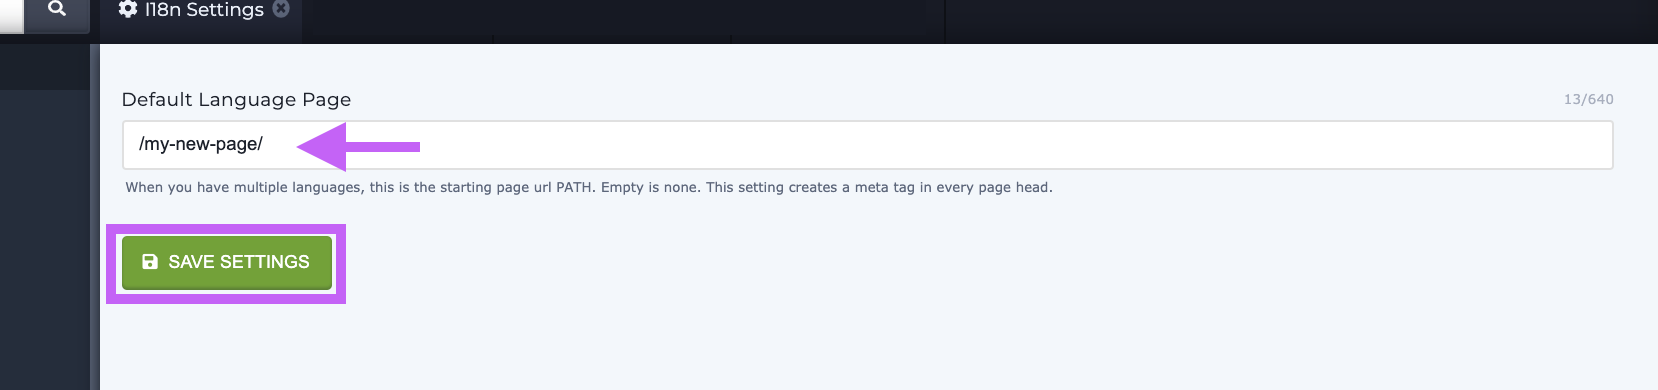 I18n Settings
Default Language Page
13/640
/my-new-page/
When you have multiple languages, this is the starting page url PATH. Empty is none. This setting creates a meta tag in every page head.
SAVE SETTINGS